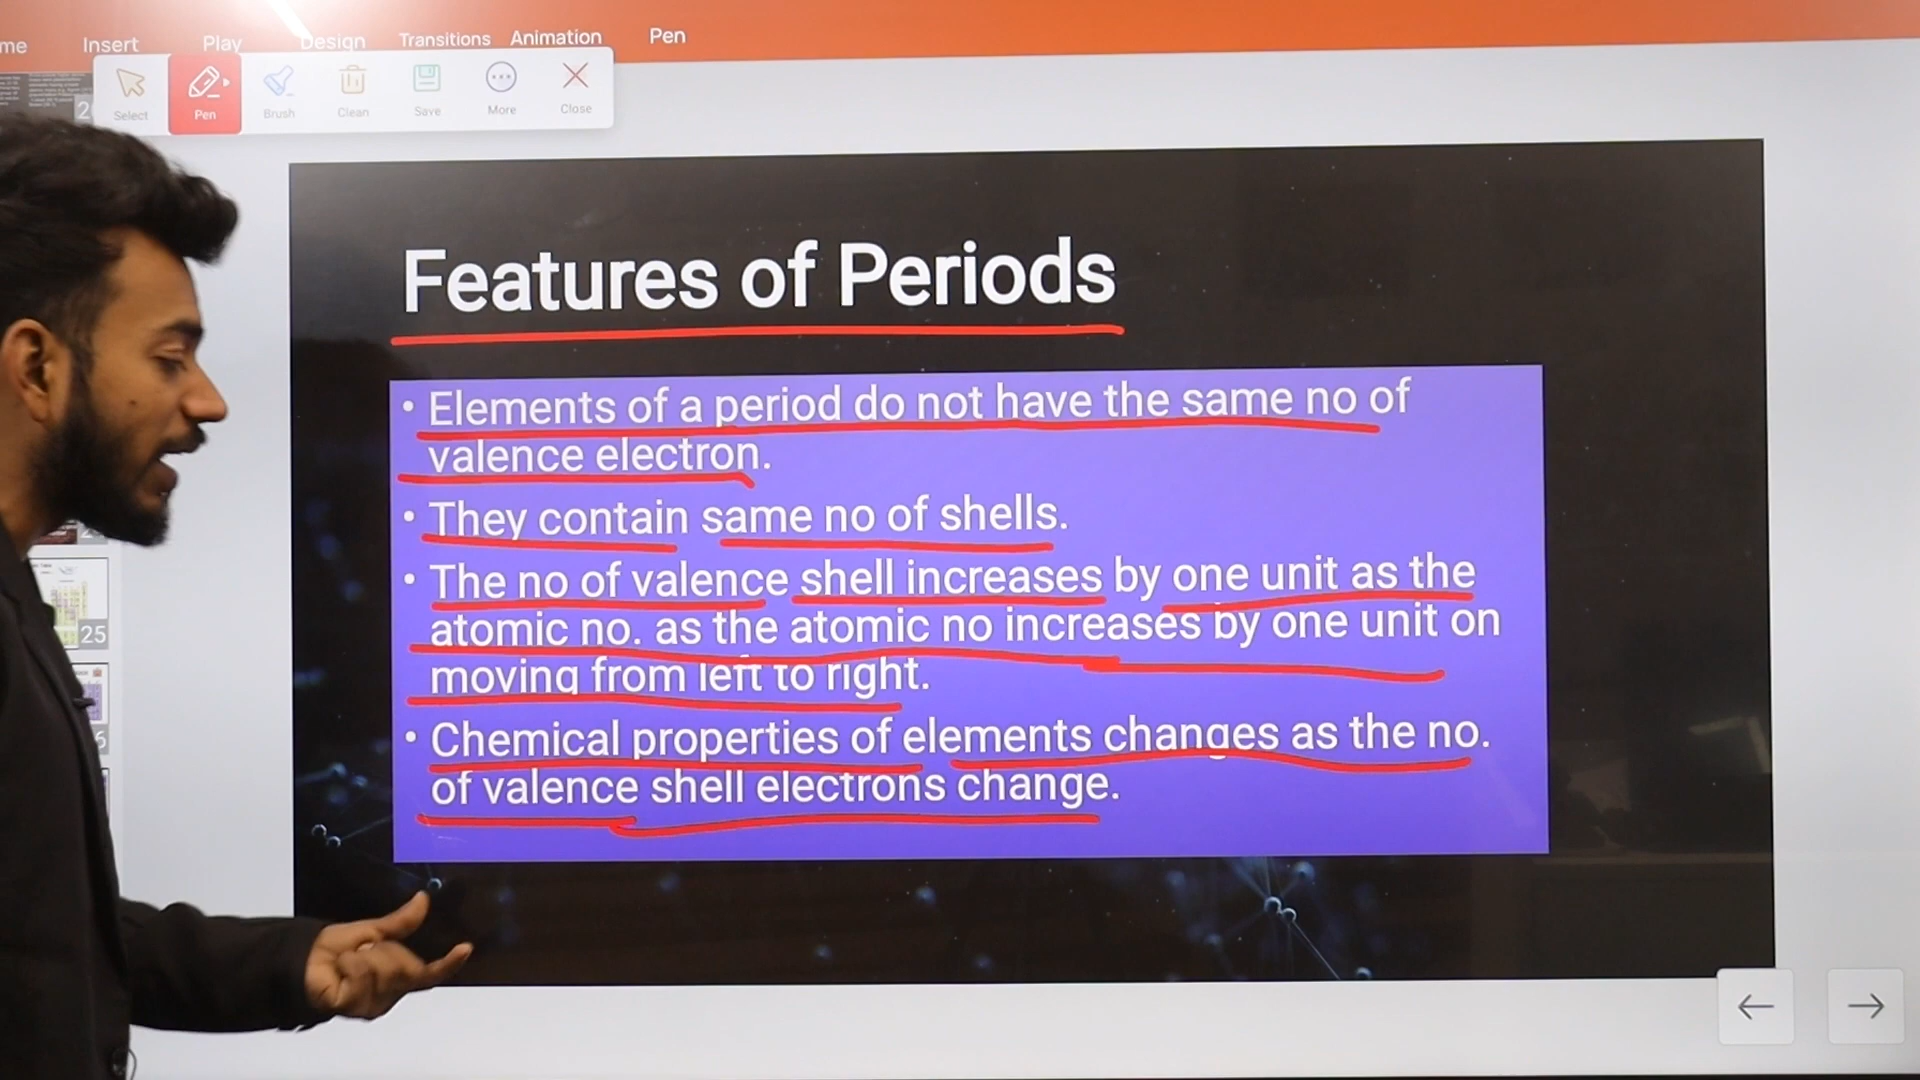 me Insert Play Design Transitions Animation Pen
Select Pen Brush Clean Save More Close
Features of Periods
• Elements of a period do not have the same no of
valence electron.
• They contain same no of shells.
• The no of valence shell increases by one unit as the
atomic no. as the atomic no increases by one unit on
moving from left to right.
• Chemical properties of elements changes as the no.
of valence shell electrons change.
25